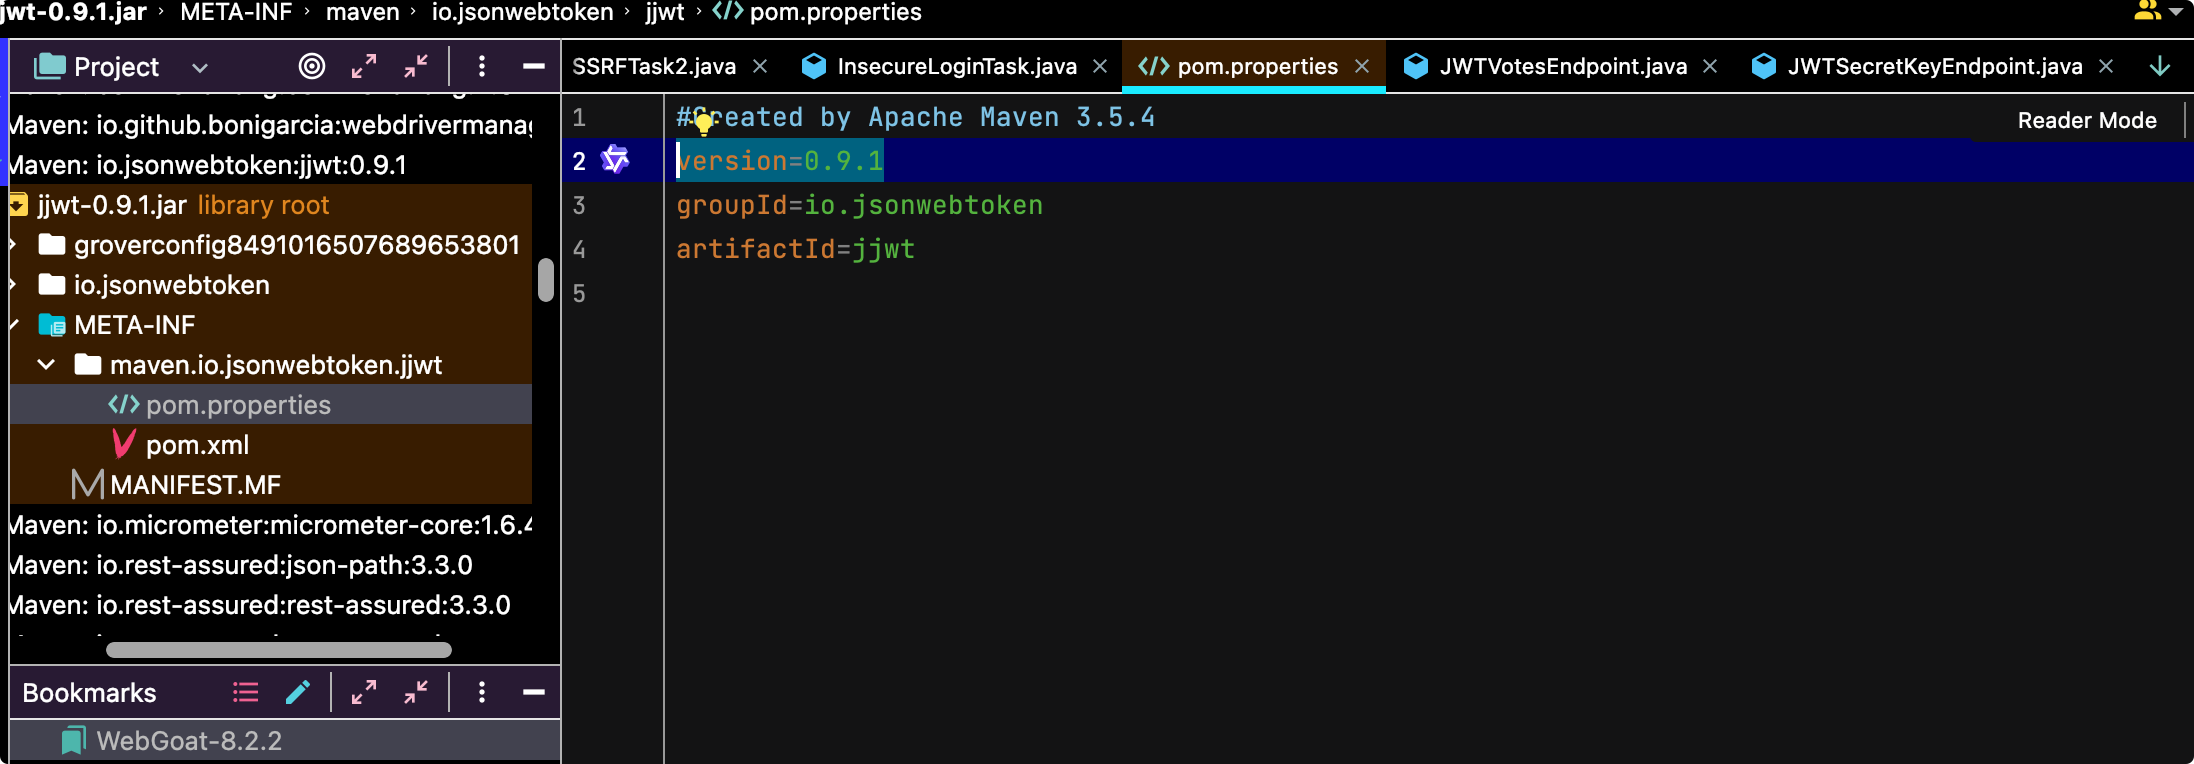 jwt-0.9.1.jar › META-INF › maven › io.jsonwebtoken › jjwt › </> pom.properties
Project
SSRFTask2.java InsecureLoginTask.java </> pom.properties JWTVotesEndpoint.java JWTSecretKeyEndpoint.java
Maven: io.github.bonigarcia:webdrivermanag
Maven: io.jsonwebtoken:jjwt:0.9.1
jjwt-0.9.1.jar library root
groverconfig8491016507689653801
io.jsonwebtoken
META-INF
maven.io.jsonwebtoken.jjwt
</> pom.properties
pom.xml
MANIFEST.MF
Maven: io.micrometer:micrometer-core:1.6.4
Maven: io.rest-assured:json-path:3.3.0
Maven: io.rest-assured:rest-assured:3.3.0
Bookmarks
WebGoat-8.2.2
1 #Created by Apache Maven 3.5.4
Reader Mode
2 version=0.9.1
3 groupId=io.jsonwebtoken
4 artifactId=jjwt
5